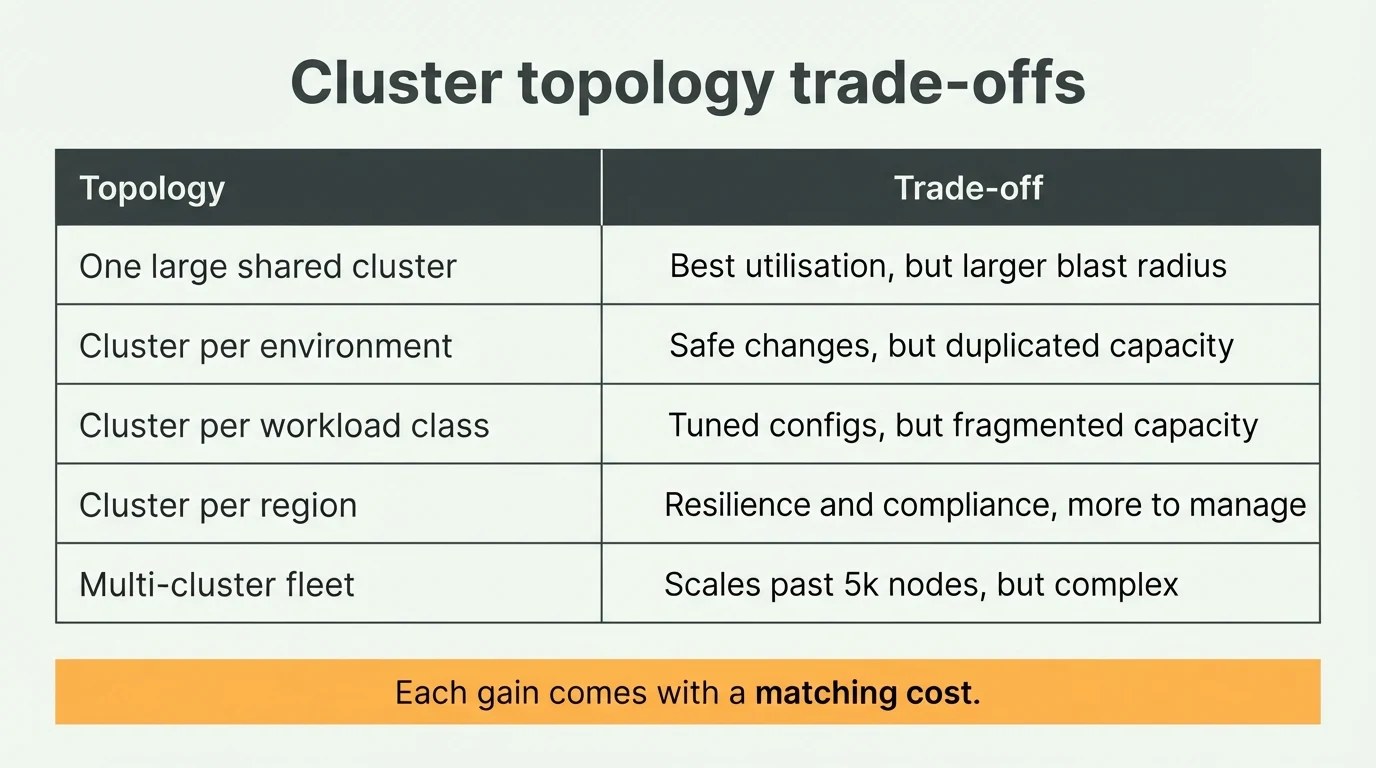 Cluster topology trade-offs
Topology
Trade-off
One large shared cluster
Best utilisation, but larger blast radius
Cluster per environment
Safe changes, but duplicated capacity
Cluster per workload class
Tuned configs, but fragmented capacity
Cluster per region
Resilience and compliance, more to manage
Multi-cluster fleet
Scales past 5k nodes, but complex
Each gain comes with a matching cost.